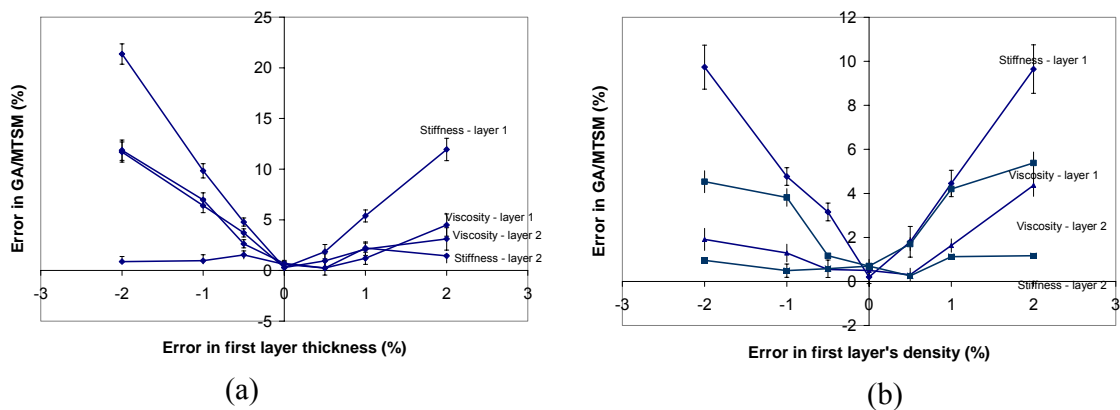 25
20
15
10
5
0
-5
-3
-2
-1
0
1
2
3
Error in GA/MTSM (%)
Error in first layer thickness (%)
Stiffness - layer 1
Viscosity - layer 1
Viscosity - layer 2
Stiffness - layer 2
(a)
12
10
8
6
4
2
0
-2
-3
-2
-1
0
1
2
3
Error in GA/MTSM (%)
Error in first layer's density (%)
Stiffness - layer 1
Viscosity - layer 1
Viscosity - layer 2
Stiffness - layer 2
(b)